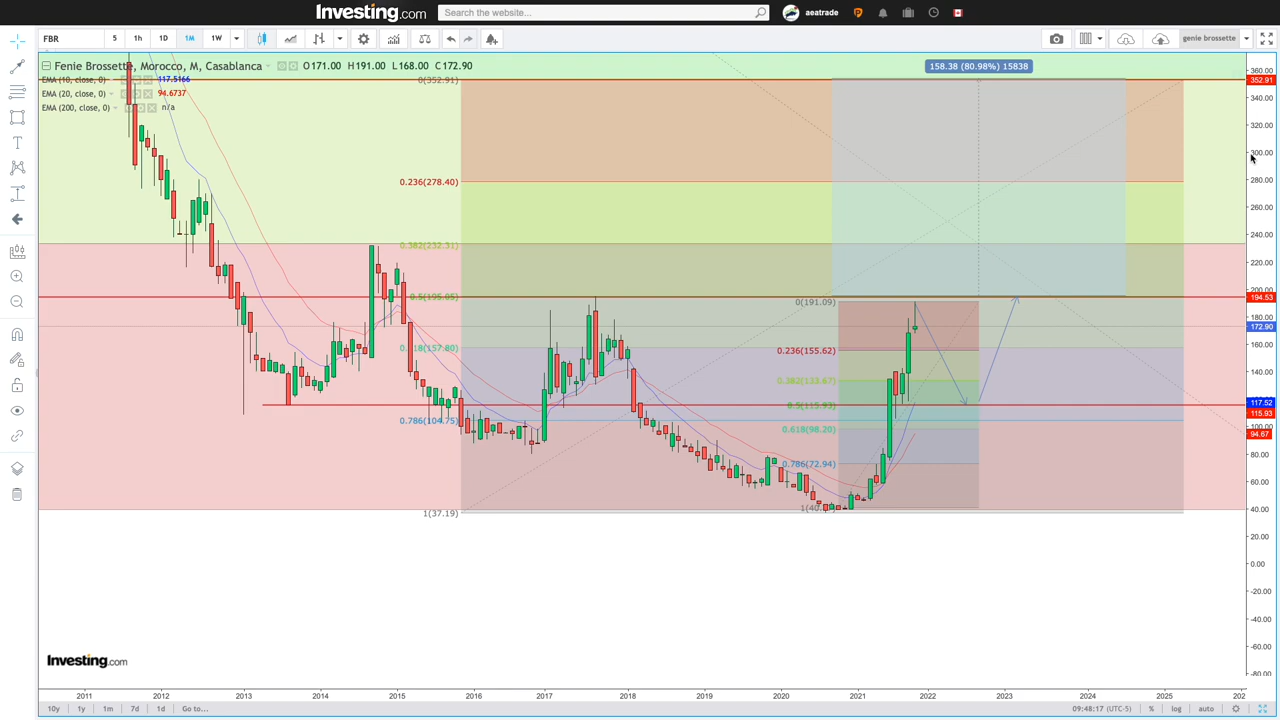 Investing.com
Search the website...
aeatrade
FBR
5
1h
1D
1M
1W
genie brossette
Fenie Brossette, Morocco, M, Casablanca
O171.00 H191.00 L168.00 C172.90
EMA (10, close, 0)
117.5166
EMA (20, close, 0)
94.6737
EMA (200, close, 0)
n/a
158.38 (80.98%) 15838
0(352.91)
0.236(278.40)
0.382(232.31)
0.5(195.05)
0.618(157.80)
0.786(104.75)
1(37.19)
0(191.09)
0.236(155.62)
0.382(133.67)
0.5(115.93)
0.618(98.20)
0.786(72.94)
360.00
352.91
340.00
320.00
300.00
280.00
260.00
240.00
220.00
200.00
194.53
180.00
172.90
160.00
140.00
117.52
115.93
100.00
94.67
80.00
60.00
40.00
20.00
0.00
-20.00
-40.00
-60.00
-80.00
Investing.com
2011
2012
2013
2014
2015
2016
2017
2018
2019
2020
2021
2022
2023
2024
2025
202
10y
1y
1m
7d
1d
Go to...
09:48:17 (UTC-5)
%
log
auto